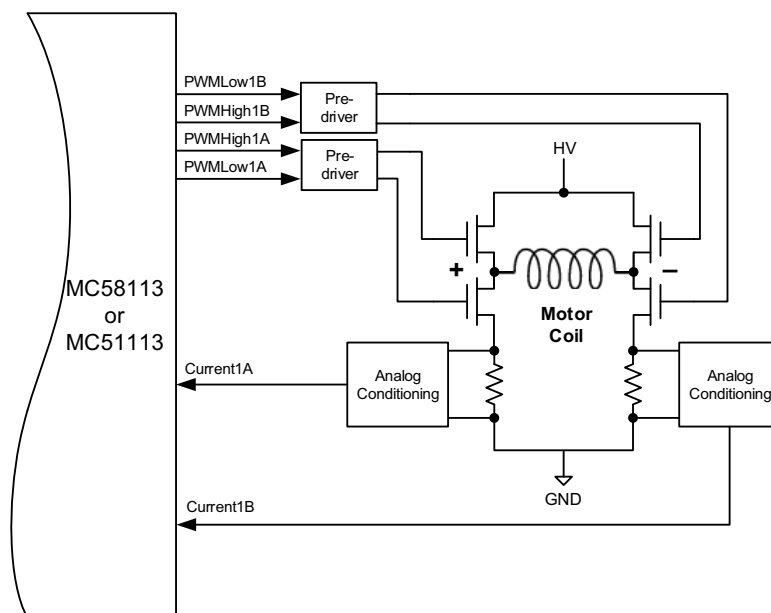 PWMLow1B
PWMHigh1B
PWMHigh1A
PWMLow1A
Pre-
driver
Pre-
driver
HV
+
−
Motor
Coil
MC58113
or
MC51113
Current1A
Analog
Conditioning
Analog
Conditioning
GND
Current1B